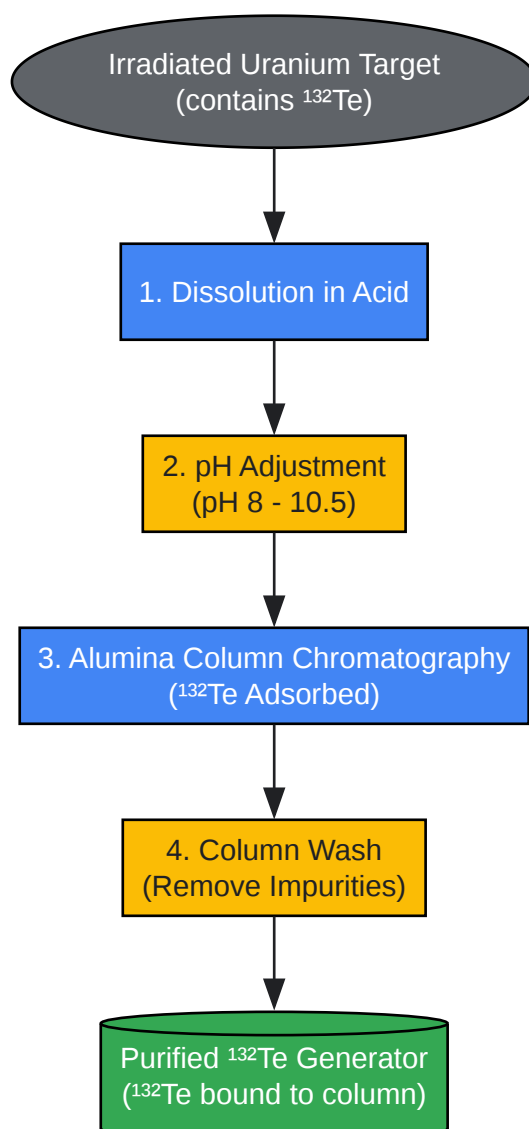 Irradiated Uranium Target
(contains ¹³²Te)
1. Dissolution in Acid
2. pH Adjustment
(pH 8 - 10.5)
3. Alumina Column Chromatography
(¹³²Te Adsorbed)
4. Column Wash
(Remove Impurities)
Purified ¹³²Te Generator
(¹³²Te bound to column)